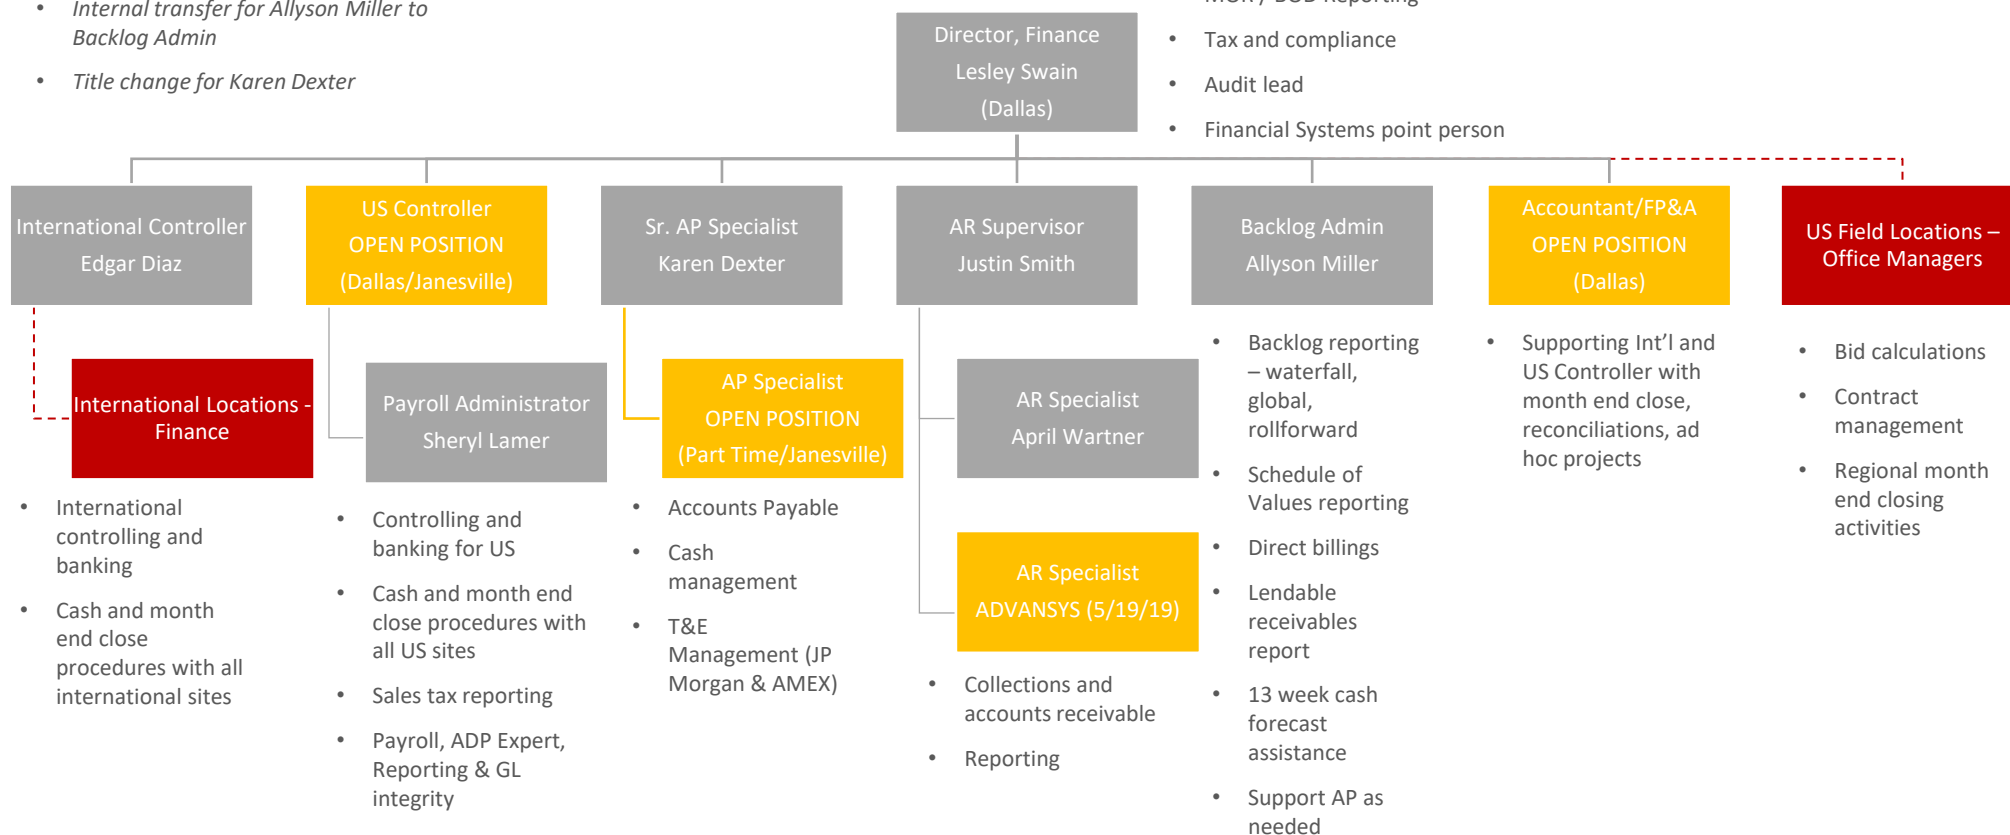 • Internal transfer for Allyson Miller to
Backlog Admin
• Title change for Karen Dexter
Director, Finance
Lesley Swain
(Dallas)
MOR / BOD Reporting
• Tax and compliance
• Audit lead
• Financial Systems point person
International Controller
Edgar Diaz
US Controller
OPEN POSITION
(Dallas/Janesville)
Sr. AP Specialist
Karen Dexter
AR Supervisor
Justin Smith
Backlog Admin
Allyson Miller
Accountant/FP&A
OPEN POSITION
(Dallas)
US Field Locations –
Office Managers
International Locations -
Finance
• International
controlling and
banking
• Cash and month
end close
procedures with all
international sites
Payroll Administrator
Sheryl Lamer
• Controlling and
banking for US
• Cash and month end
close procedures with
all US sites
• Sales tax reporting
• Payroll, ADP Expert,
Reporting & GL
integrity
AP Specialist
OPEN POSITION
(Part Time/Janesville)
• Accounts Payable
• Cash
management
• T&E
Management (JP
Morgan & AMEX)
AR Specialist
April Wartner
AR Specialist
ADVANSYS (5/19/19)
• Collections and
accounts receivable
• Reporting
• Backlog reporting
– waterfall,
global,
rollforward
• Schedule of
Values reporting
• Direct billings
• Lendable
receivables
report
• 13 week cash
forecast
assistance
• Support AP as
needed
• Supporting Int’l and
US Controller with
month end close,
reconciliations, ad
hoc projects
• Bid calculations
• Contract
management
• Regional month
end closing
activities